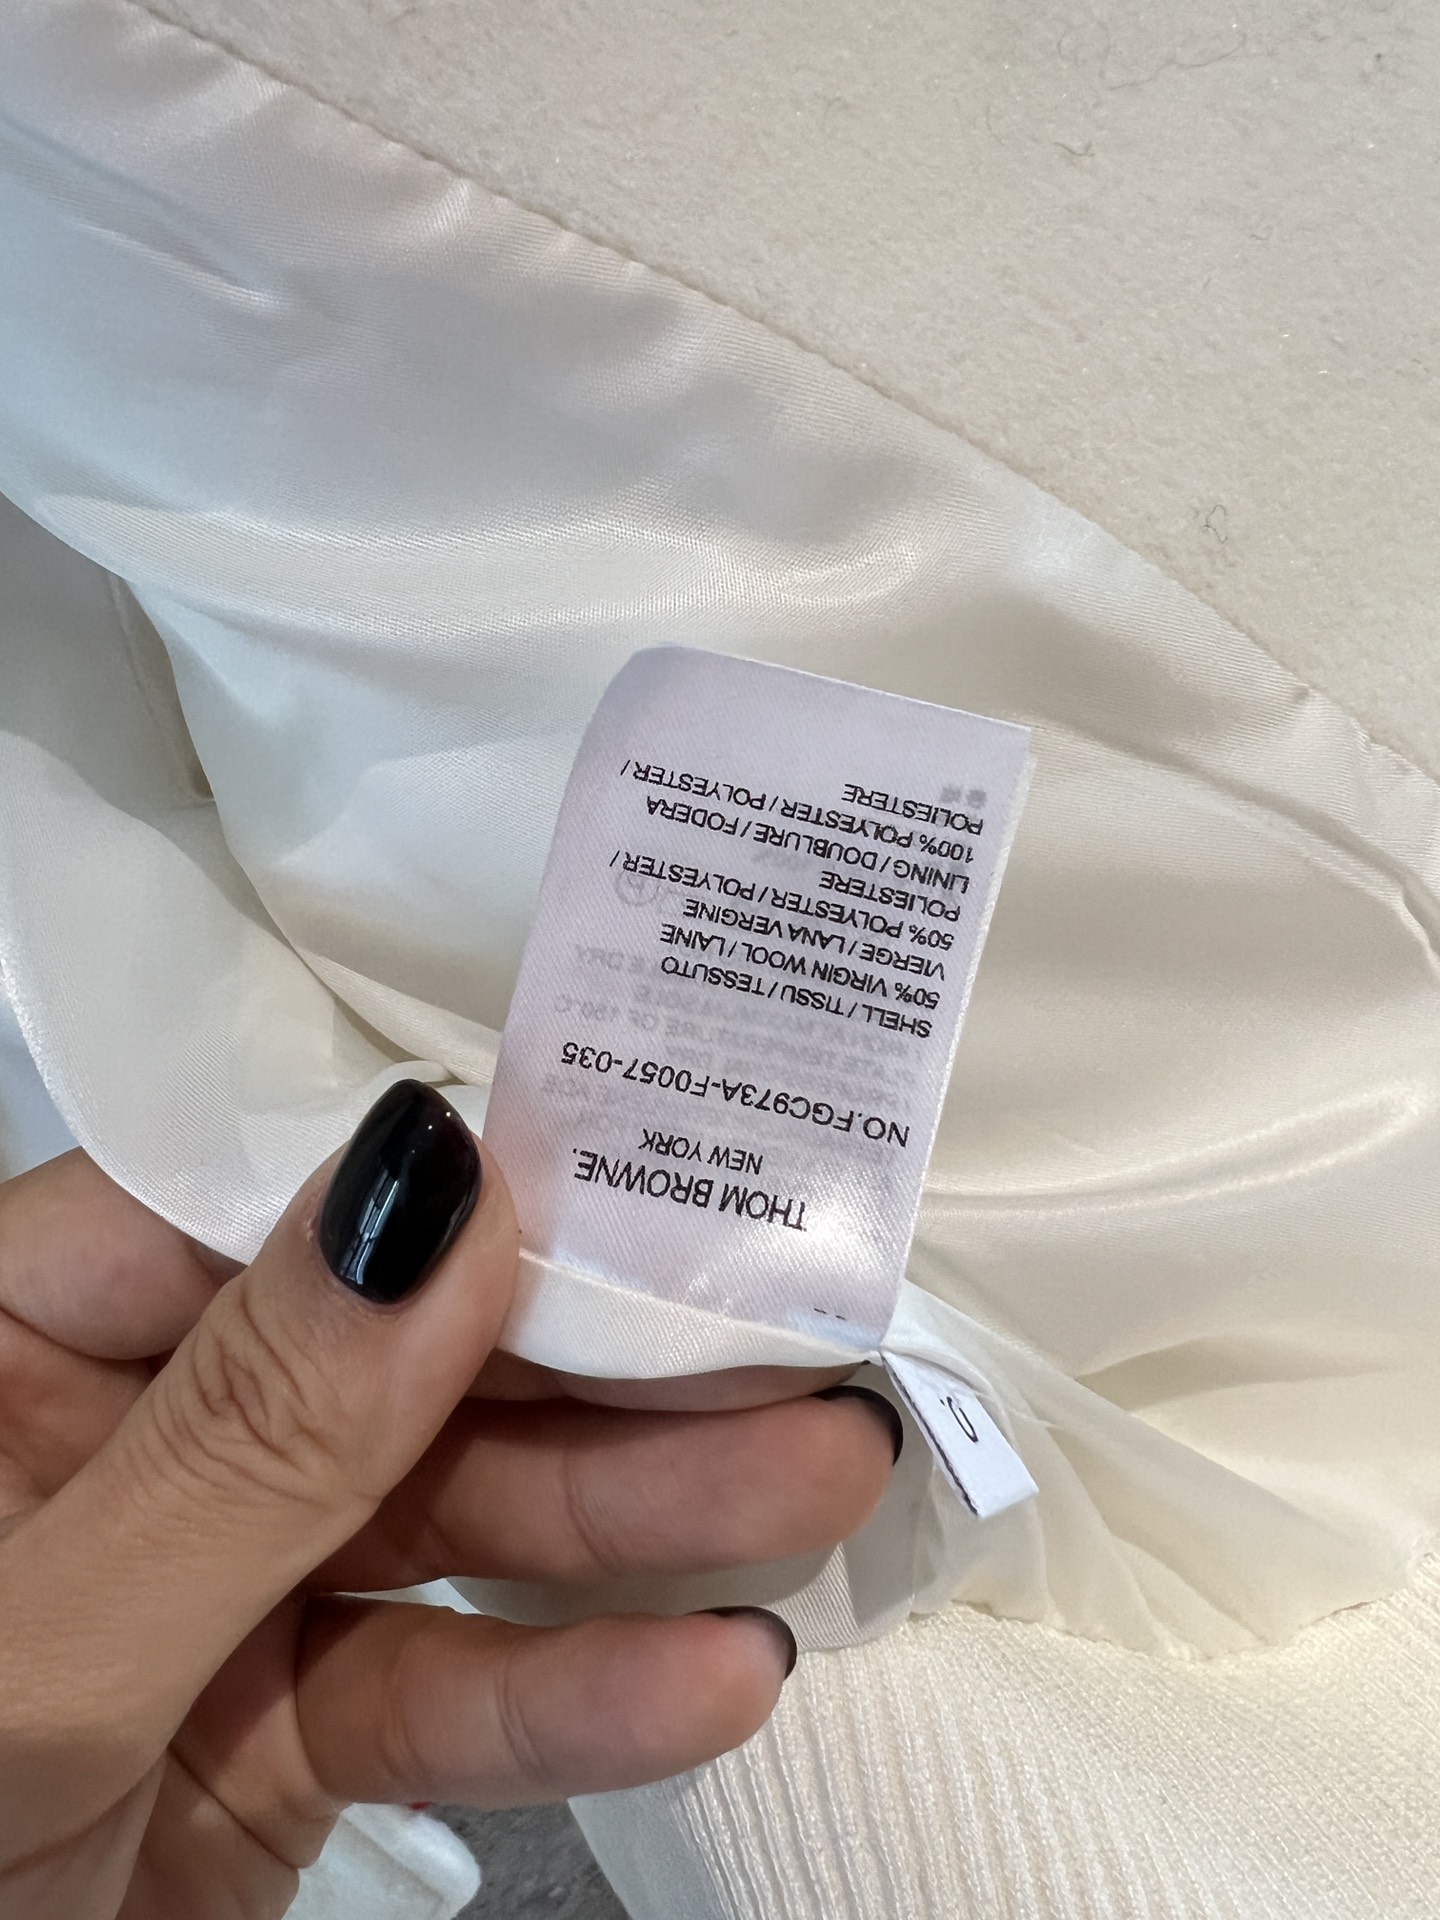 THOM BROWNE.
NEW YORK
NO.FGC973A-F0057-035
SHELL / TISSU / TESSUTO
50% VIRGIN WOOL / LAINE
VIERGE / LANA VERGINE
50% POLYESTER / POLYESTER /
POLIESTERE
LINING / DOUBLURE / FODERA
100% POLYESTER / POLYESTER /
POLIESTERE